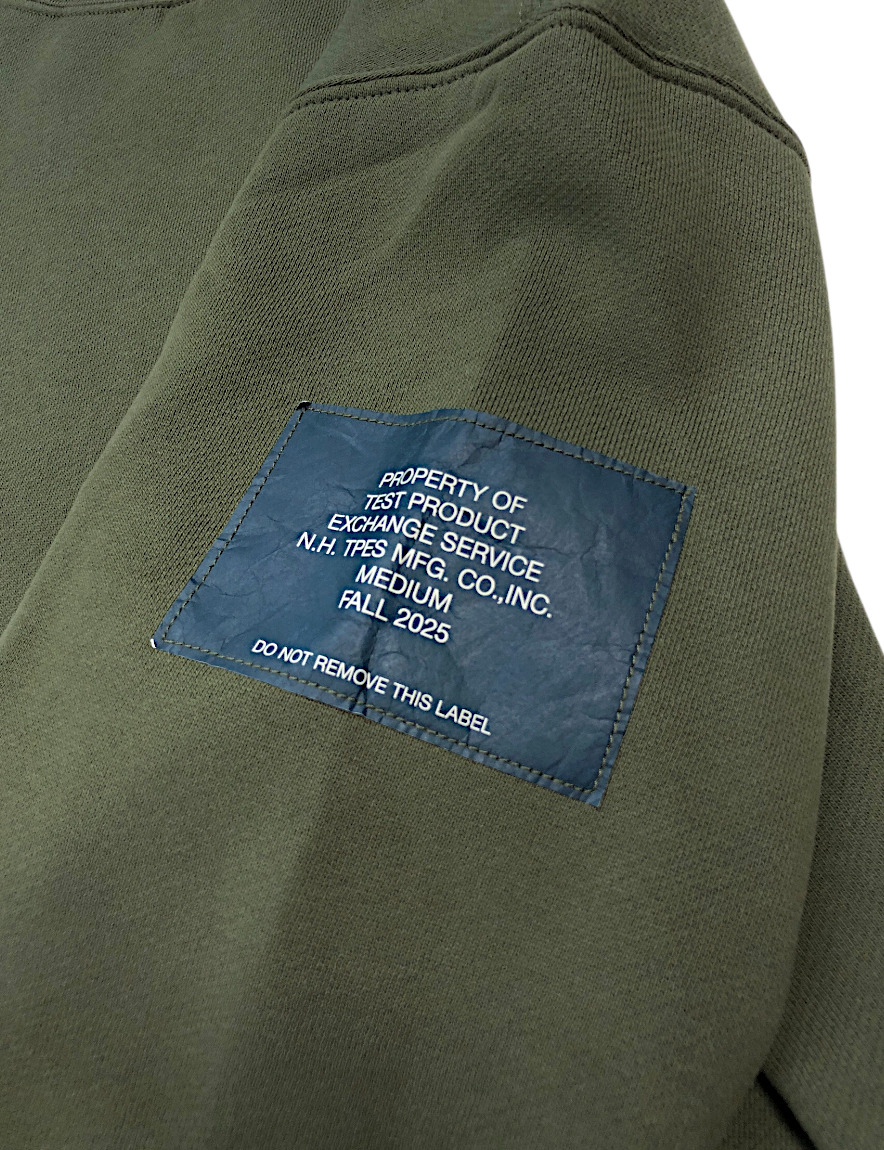 PROPERTY OF
TEST PRODUCT
EXCHANGE SERVICE
N.H. TPES MFG. CO.,INC.
MEDIUM
FALL 2025
DO NOT REMOVE THIS LABEL